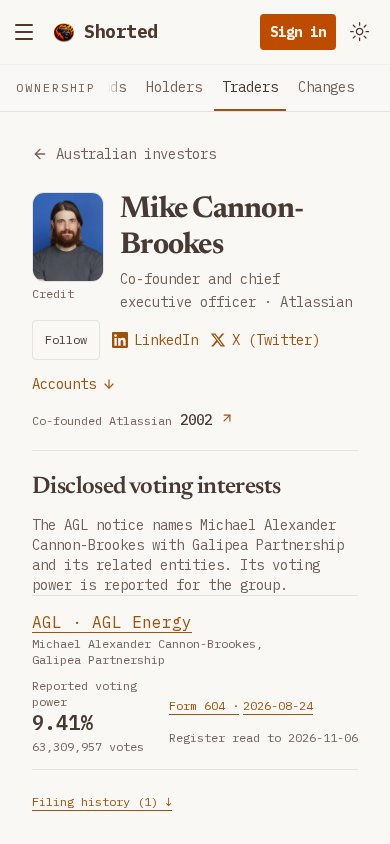 Shorted
Sign in
OWNERSHIP ds Holders Traders Changes
← Australian investors
Mike Cannon-
Brookes
Co-founder and chief
executive officer · Atlassian
Credit
Follow LinkedIn X (Twitter)
Accounts ↓
Co-founded Atlassian 2002 ↗
Disclosed voting interests
The AGL notice names Michael Alexander
Cannon-Brookes with Galipea Partnership
and its related entities. Its voting
power is reported for the group.
AGL · AGL Energy
Michael Alexander Cannon-Brookes,
Galipea Partnership
Reported voting
power
9.41%
63,309,957 votes
Form 604 · 2026-08-24
Register read to 2026-11-06
Filing history (1) ↓